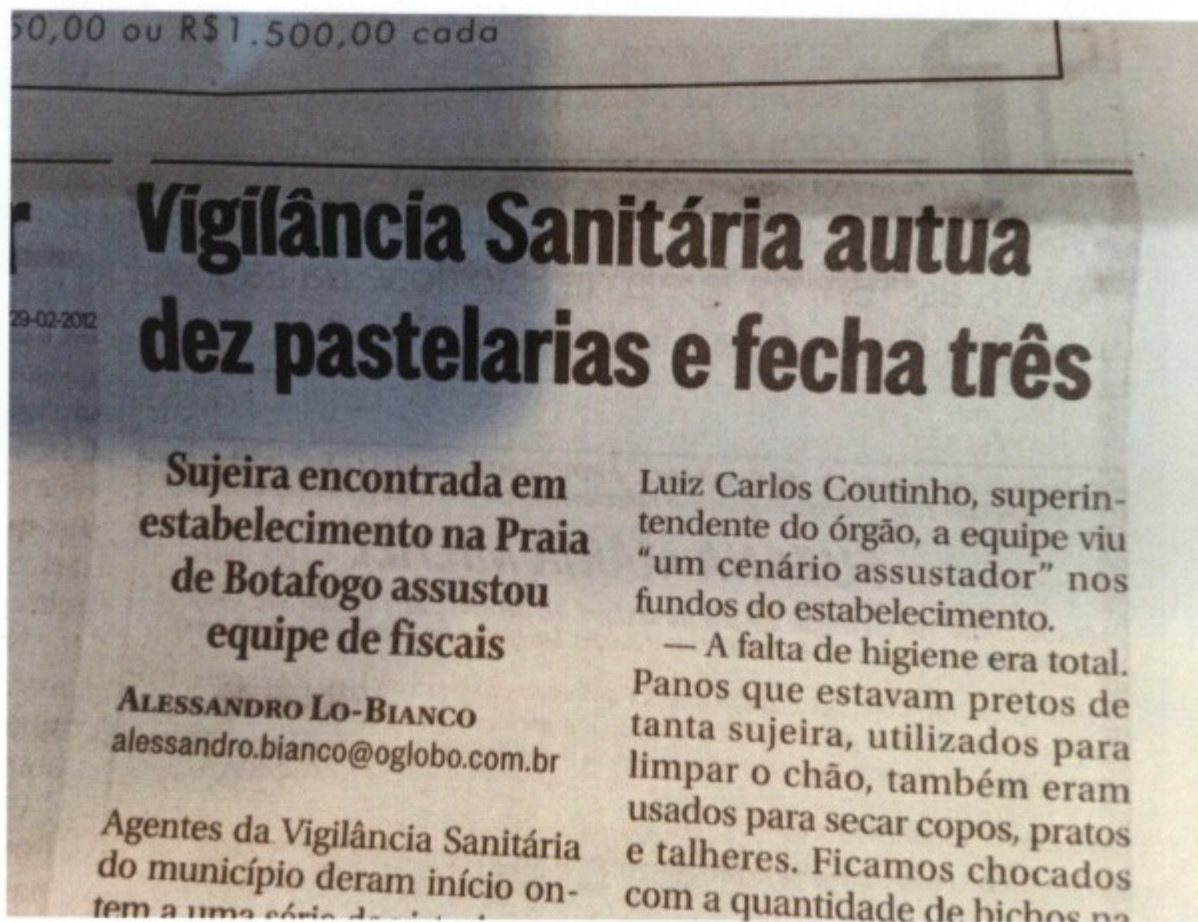 50,00 ou R$1.500,00 cada
29-02-2012
Vigilância Sanitária autua
dez pastelarias e fecha três
Sujeira encontrada em
estabelecimento na Praia
de Botafogo assustou
equipe de fiscais
ALESSANDRO LO-BIANCO
alessandro.bianco@oglobo.com.br
Agentes da Vigilância Sanitária
do município deram início on-
tem a uma série de
Luiz Carlos Coutinho, superin-
tendente do órgão, a equipe viu
"um cenário assustador" nos
fundos do estabelecimento.
— A falta de higiene era total.
Panos que estavam pretos de
tanta sujeira, utilizados para
limpar o chão, também eram
usados para secar copos, pratos
e talheres. Ficamos chocados
com a quantidade de bichos